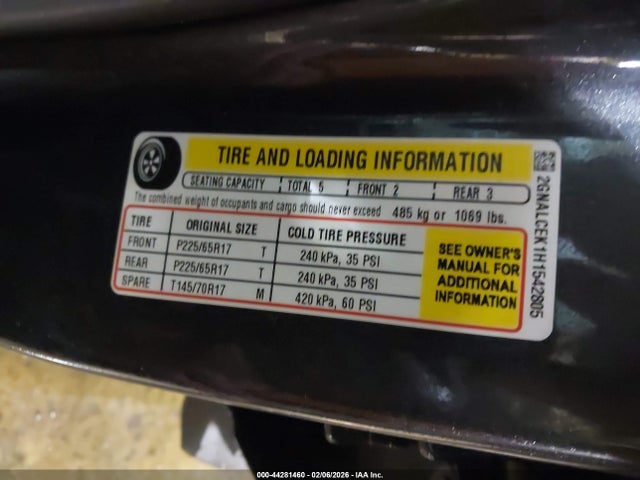 TIRE AND LOADING INFORMATION
SEATING CAPACITY TOTAL 5 FRONT 2 REAR 3
The combined weight of occupants and cargo should never exceed 485 kg or 1069 lbs.
TIRE ORIGINAL SIZE COLD TIRE PRESSURE
FRONT P225/65R17 T 240 kPa, 35 PSI
REAR P225/65R17 T 240 kPa, 35 PSI
SPARE T145/70R17 M 420 kPa, 60 PSI
SEE OWNER'S
MANUAL FOR
ADDITIONAL
INFORMATION
2GNALCEK1H1542805
000-44281460 - 02/06/2026 - IAA Inc.